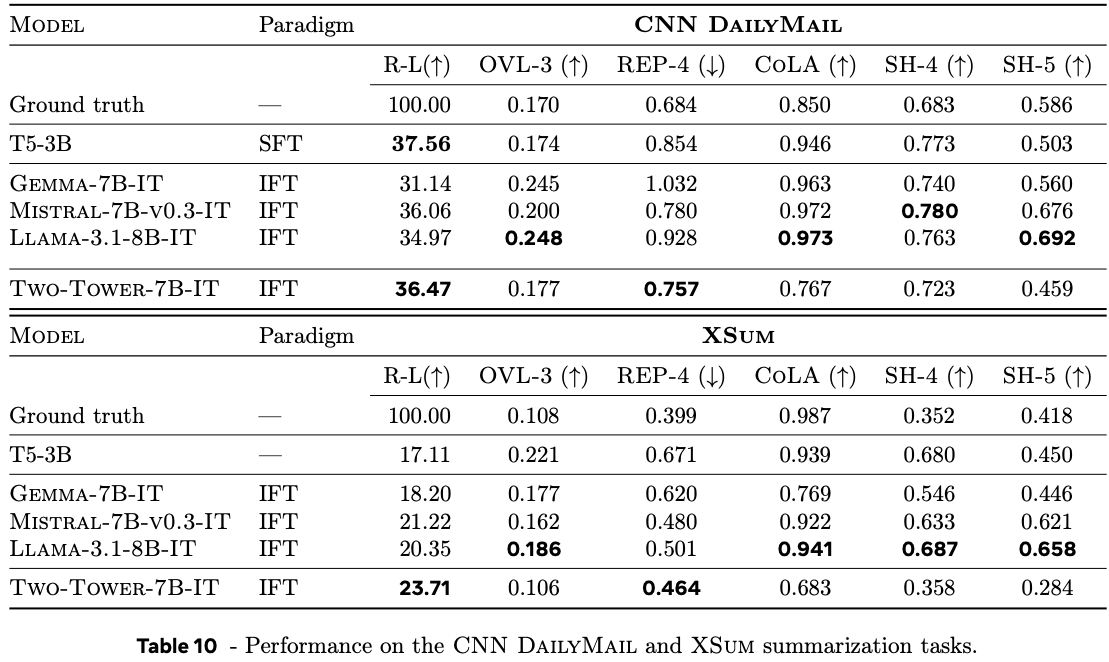 MODEL Paradigm CNN DAILYMAIL
R-L(↑) OVL-3 (↑) REP-4 (↓) COLA (↑) SH-4 (↑) SH-5 (↑)
Ground truth — 100.00 0.170 0.684 0.850 0.683 0.586
T5-3B SFT 37.56 0.174 0.854 0.946 0.773 0.503
GEMMA-7B-IT IFT 31.14 0.245 1.032 0.963 0.740 0.560
MISTRAL-7B-V0.3-IT IFT 36.06 0.200 0.780 0.972 0.780 0.676
LLAMA-3.1-8B-IT IFT 34.97 0.248 0.928 0.973 0.763 0.692
TWO-TOWER-7B-IT IFT 36.47 0.177 0.757 0.767 0.723 0.459
MODEL Paradigm XSUM
R-L(↑) OVL-3 (↑) REP-4 (↓) COLA (↑) SH-4 (↑) SH-5 (↑)
Ground truth — 100.00 0.108 0.399 0.987 0.352 0.418
T5-3B — 17.11 0.221 0.671 0.939 0.680 0.450
GEMMA-7B-IT IFT 18.20 0.177 0.620 0.769 0.546 0.446
MISTRAL-7B-V0.3-IT IFT 21.22 0.162 0.480 0.922 0.633 0.621
LLAMA-3.1-8B-IT IFT 20.35 0.186 0.501 0.941 0.687 0.658
TWO-TOWER-7B-IT IFT 23.71 0.106 0.464 0.683 0.358 0.284
Table 10 - Performance on the CNN DAILYMAIL and XSUM summarization tasks.